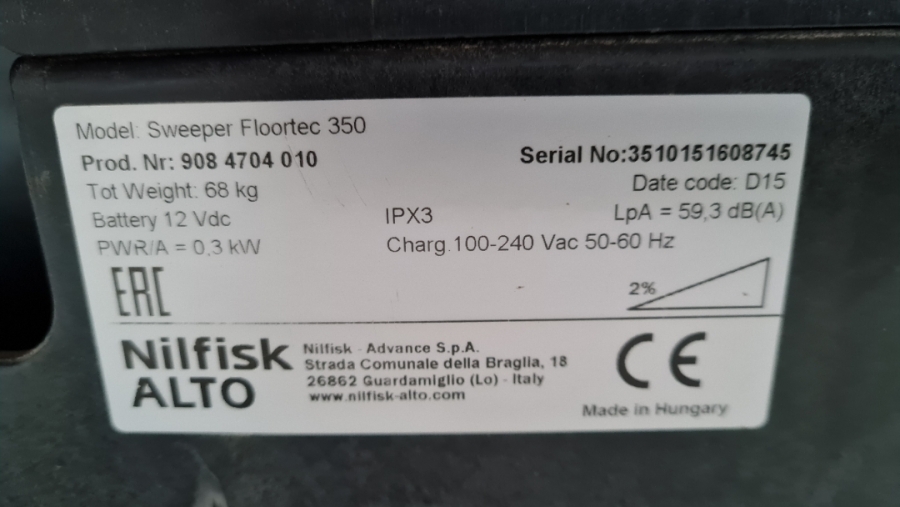 Model: Sweeper Floortec 350
Prod. Nr: 908 4704 010
Serial No:3510151608745
Tot Weight: 68 kg
Date code: D15
Battery 12 Vdc
IPX3
LpA = 59,3 dB(A)
PWR/A = 0,3 kW
Charg.100-240 Vac 50-60 Hz
EAC
2%
Nilfisk
ALTO
Nilfisk - Advance S.p.A.
Strada Comunale della Braglia, 18
26862 Guardamiglio (Lo) - Italy
www.nilfisk-alto.com
CE
Made in Hungary